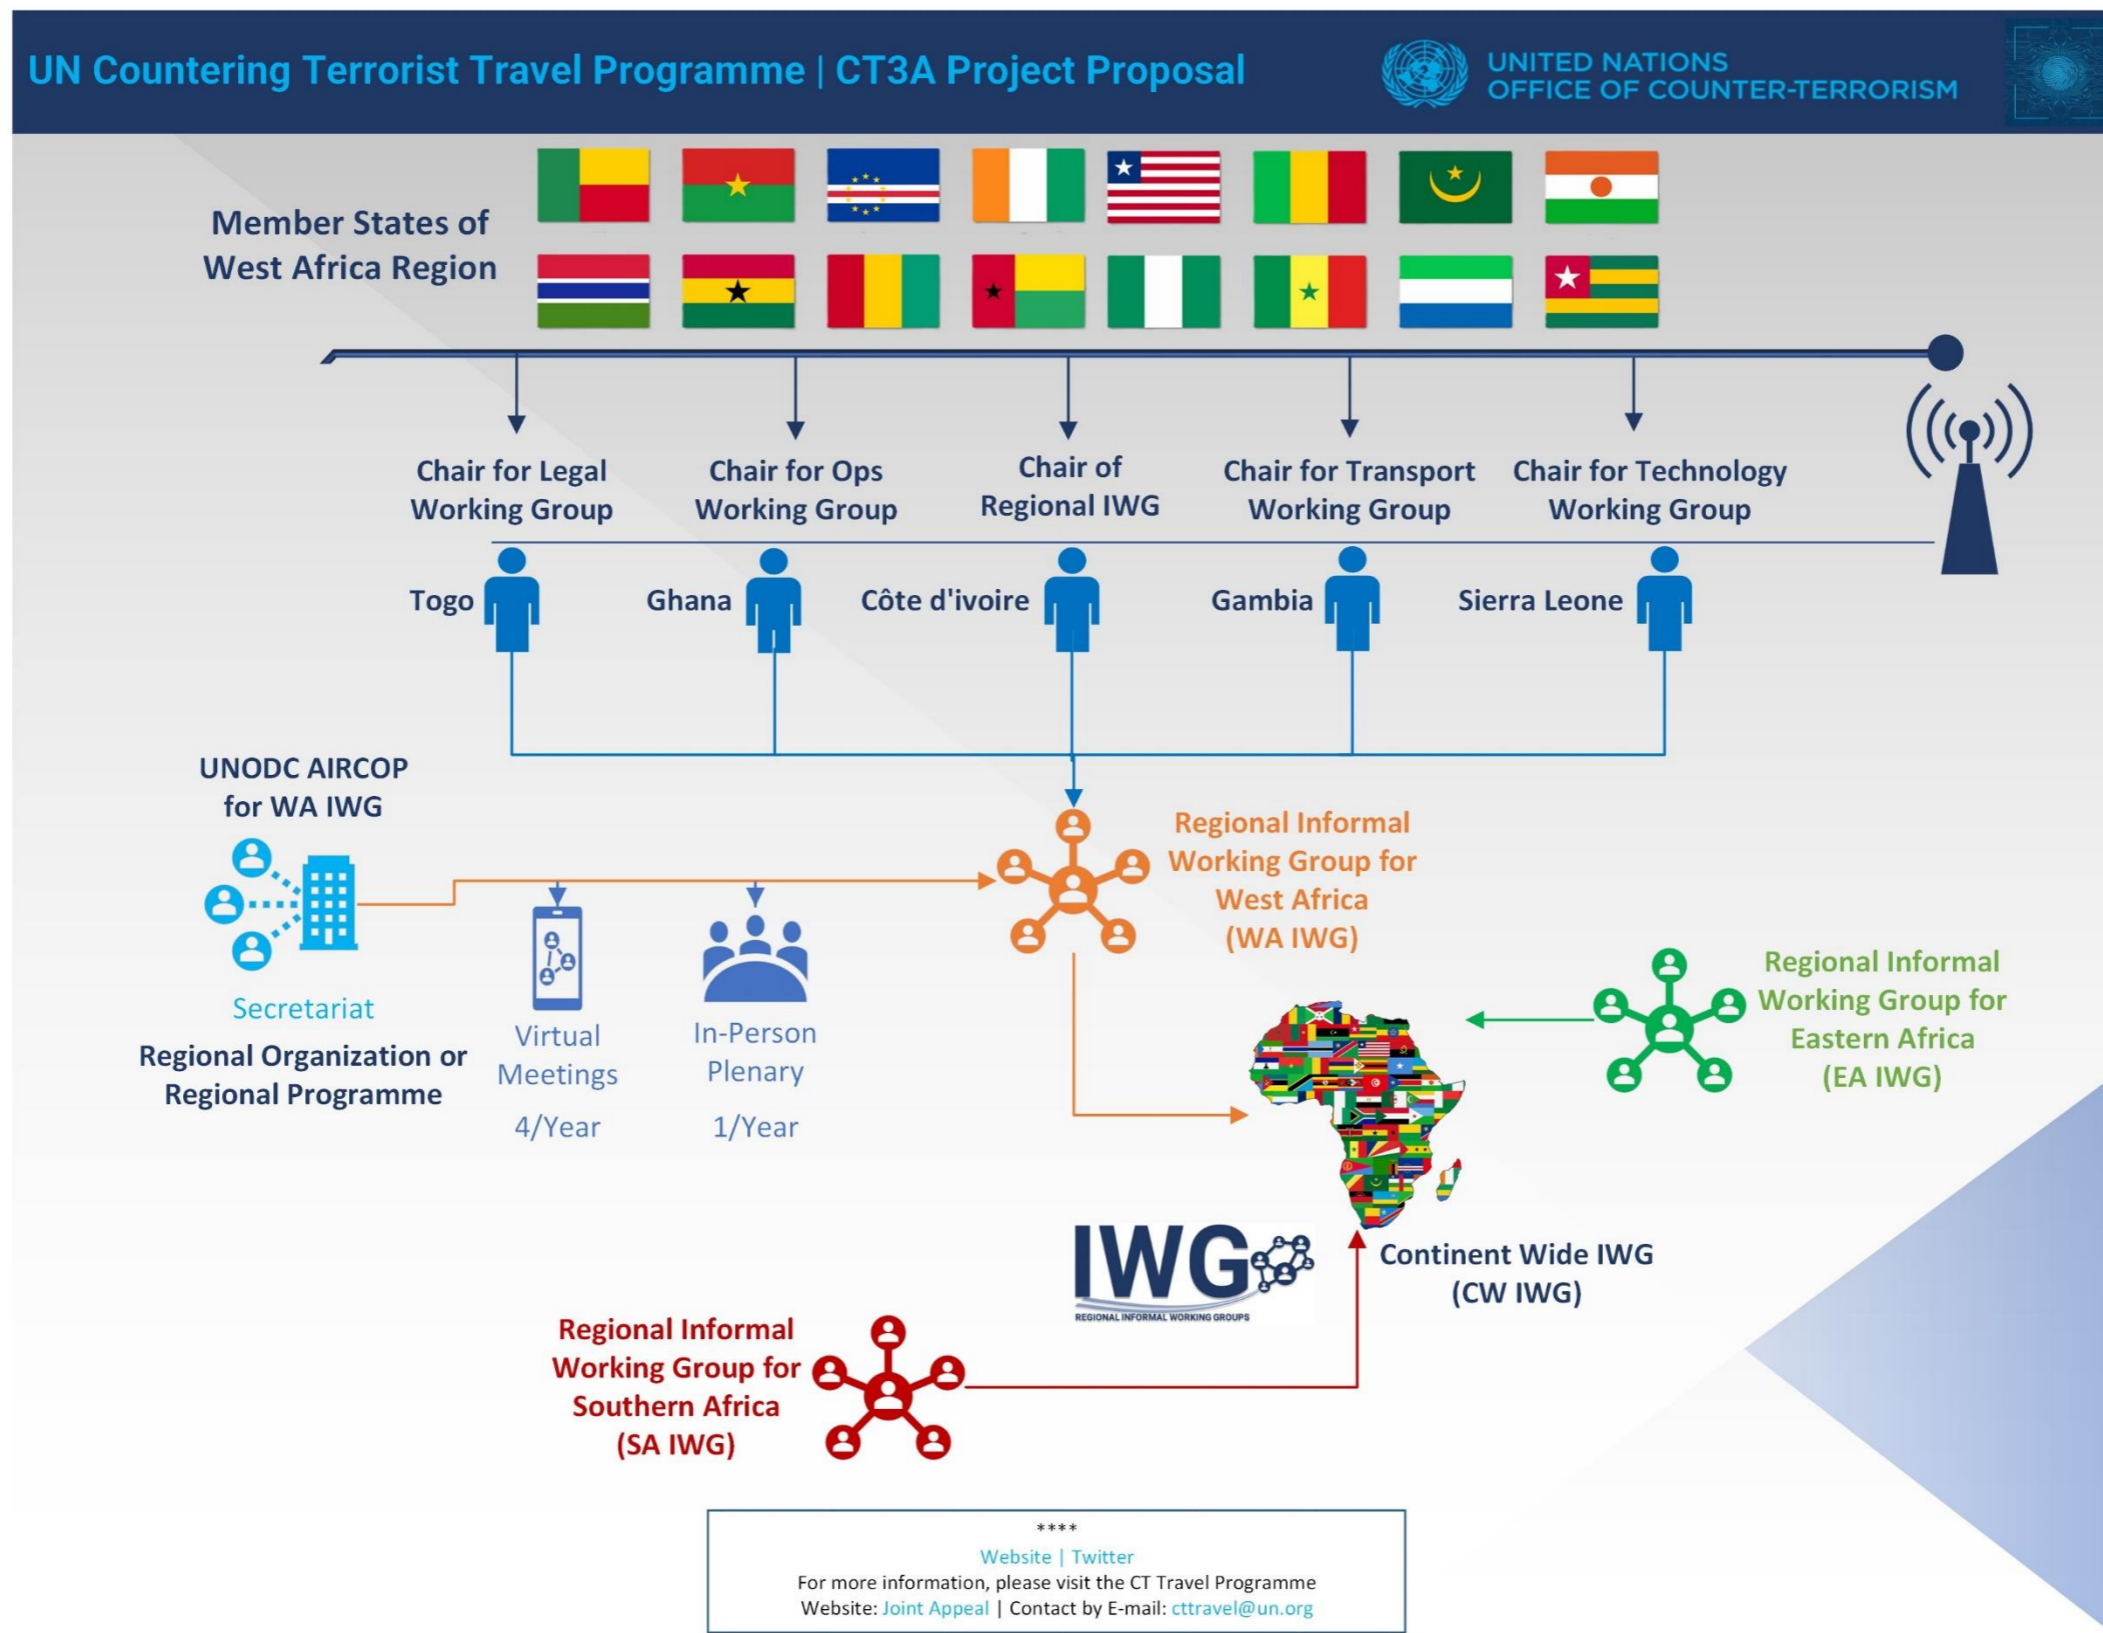 UN Countering Terrorist Travel Programme | CT3A Project Proposal
UNITED NATIONS
OFFICE OF COUNTER-TERRORISM
Member States of
West Africa Region
Chair for Legal
Working Group
Chair for Ops
Working Group
Chair of
Regional IWG
Chair for Transport
Working Group
Chair for Technology
Working Group
Togo
Ghana
Côte d'ivoire
Gambia
Sierra Leone
UNODC AIRCOP
for WA IWG
Secretariat
Regional Organization or
Regional Programme
Virtual
Meetings
4/Year
In-Person
Plenary
1/Year
Regional Informal
Working Group for
West Africa
(WA IWG)
Regional Informal
Working Group for
Eastern Africa
(EA IWG)
IWG
REGIONAL INFORMAL WORKING GROUPS
Continent Wide IWG
(CW IWG)
Regional Informal
Working Group for
Southern Africa
(SA IWG)
****
Website | Twitter
For more information, please visit the CT Travel Programme
Website: Joint Appeal | Contact by E-mail: cttravel@un.org